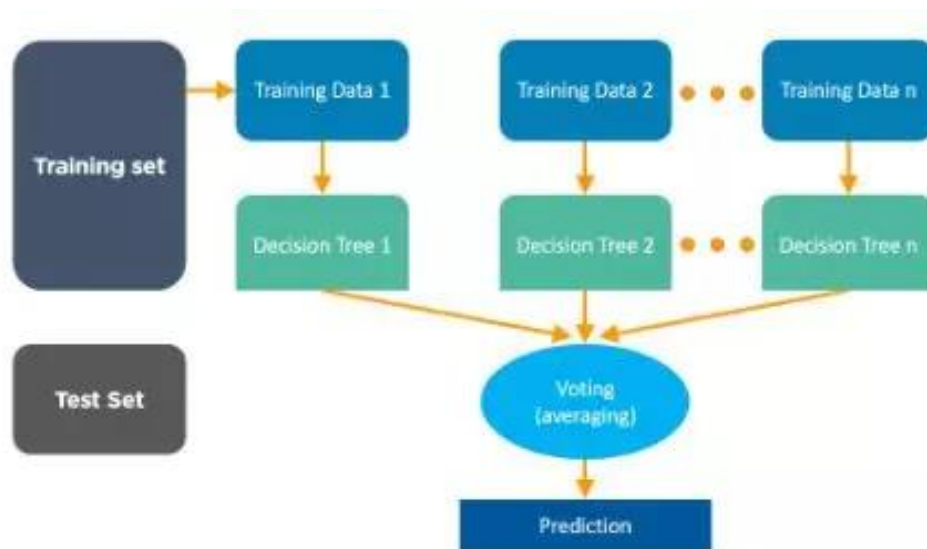 Training set
Training Data 1
Training Data 2
Training Data n
Decision Tree 1
Decision Tree 2
Decision Tree n
Test Set
Voting
(averaging)
Prediction